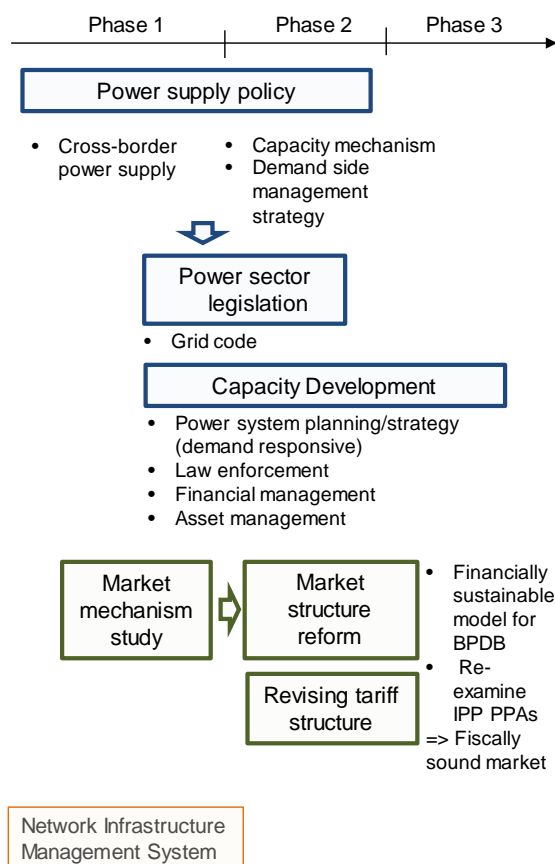 Phase 1 Phase 2 Phase 3
Power supply policy
• Cross-border
power supply
• Capacity mechanism
• Demand side
management
strategy
Power sector
legislation
• Grid code
Capacity Development
• Power system planning/strategy
(demand responsive)
• Law enforcement
• Financial management
• Asset management
Market
mechanism
study
Market
structure
reform
Revising tariff
structure
• Financially
sustainable
model for
BPDB
• Re-
examine
IPP PPAs
=> Fiscally
sound market
Network Infrastructure
Management System